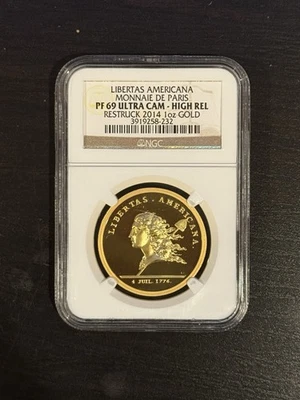 LIBERTAS AMERICANA
MONNAIE DE PARIS
PF 69 ULTRA CAM - HIGH REL
RESTRUCK 2014 1oz GOLD
3919258-232
NGC
LIBERTAS . AMERICANA.
4 JUIL. 1776.